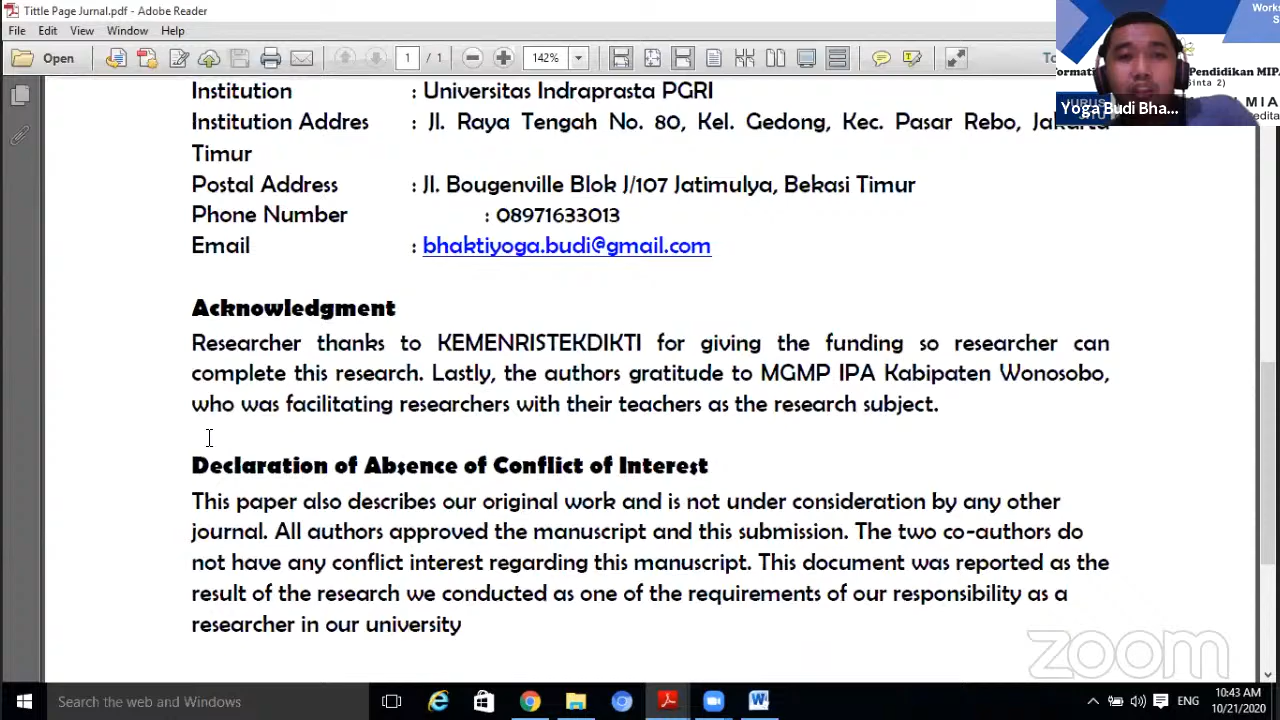 Tittle Page Jurnal.pdf - Adobe Reader
File Edit View Window Help
Open 1 / 1 142%
Works
Pendidikan MIPA
Sinta 2)
Yoga Budi Bha...
Institution : Universitas Indraprasta PGRI
Institution Addres : Jl. Raya Tengah No. 80, Kel. Gedong, Kec. Pasar Rebo, Jakarta
Timur
Postal Address : Jl. Bougenville Blok J/107 Jatimulya, Bekasi Timur
Phone Number : 08971633013
Email : bhaktiyoga.budi@gmail.com
Acknowledgment
Researcher thanks to KEMENRISTEKDIKTI for giving the funding so researcher can
complete this research. Lastly, the authors gratitude to MGMP IPA Kabipaten Wonosobo,
who was facilitating researchers with their teachers as the research subject.
Declaration of Absence of Conflict of Interest
This paper also describes our original work and is not under consideration by any other
journal. All authors approved the manuscript and this submission. The two co-authors do
not have any conflict interest regarding this manuscript. This document was reported as the
result of the research we conducted as one of the requirements of our responsibility as a
researcher in our university
zoom
Search the web and Windows
ENG
10:43 AM
10/21/2020